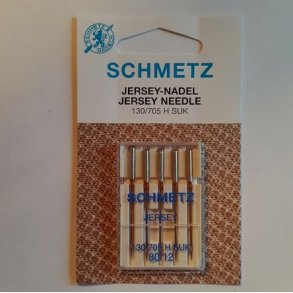 SCHMETZ
JERSEY-NADEL
JERSEY NEEDLE
130/705 H SUK
SCHMETZ
JERSEY
130/705 H SUK
80/12